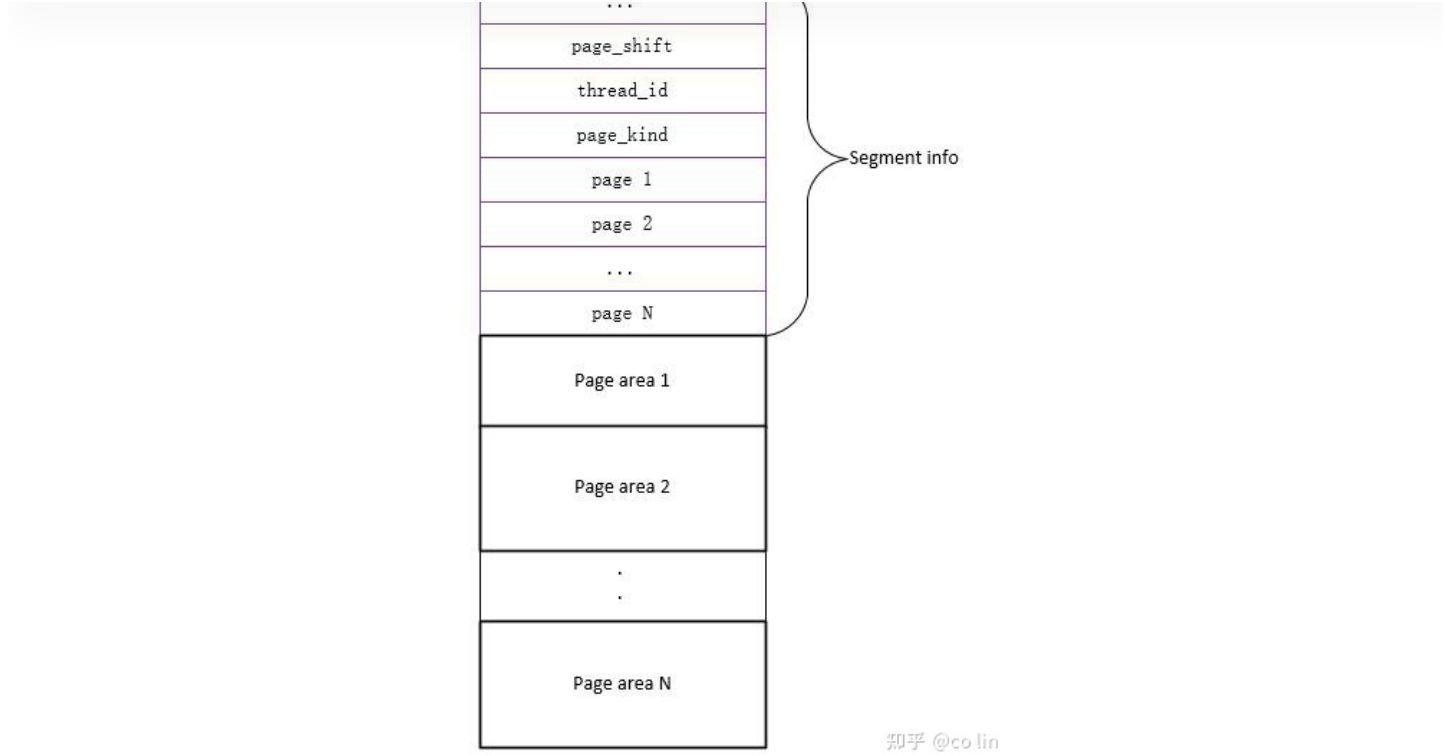 ...
page_shift
thread_id
page_kind
Segment info
page 1
page 2
...
page N
Page area 1
Page area 2
.
.
Page area N
知乎 @co lin